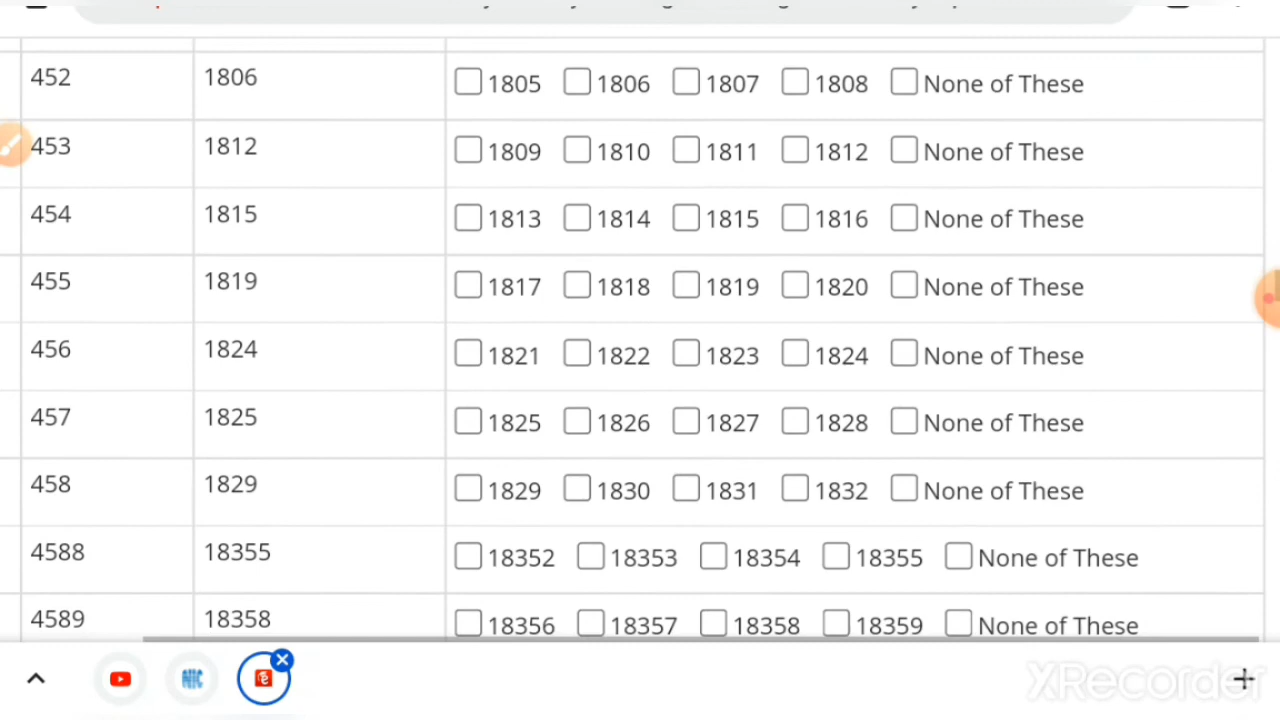 452 1806 1805 1806 1807 1808 None of These
453 1812 1809 1810 1811 1812 None of These
454 1815 1813 1814 1815 1816 None of These
455 1819 1817 1818 1819 1820 None of These
456 1824 1821 1822 1823 1824 None of These
457 1825 1825 1826 1827 1828 None of These
458 1829 1829 1830 1831 1832 None of These
4588 18355 18352 18353 18354 18355 None of These
4589 18358 18356 18357 18358 18359 None of These
NIC
XRecorder